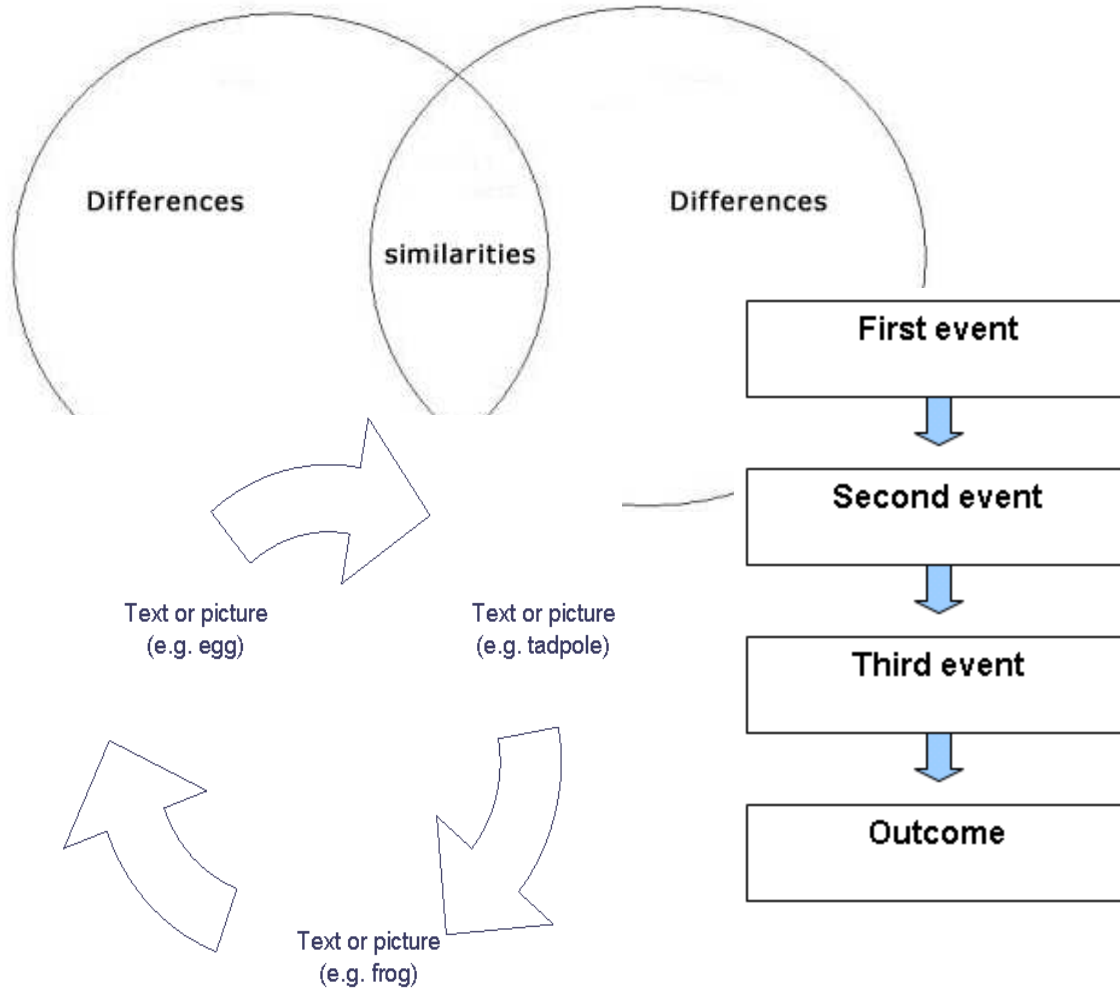 Differences
similarities
Differences
First event
Second event
Third event
Outcome
Text or picture
(e.g. egg)
Text or picture
(e.g. tadpole)
Text or picture
(e.g. frog)